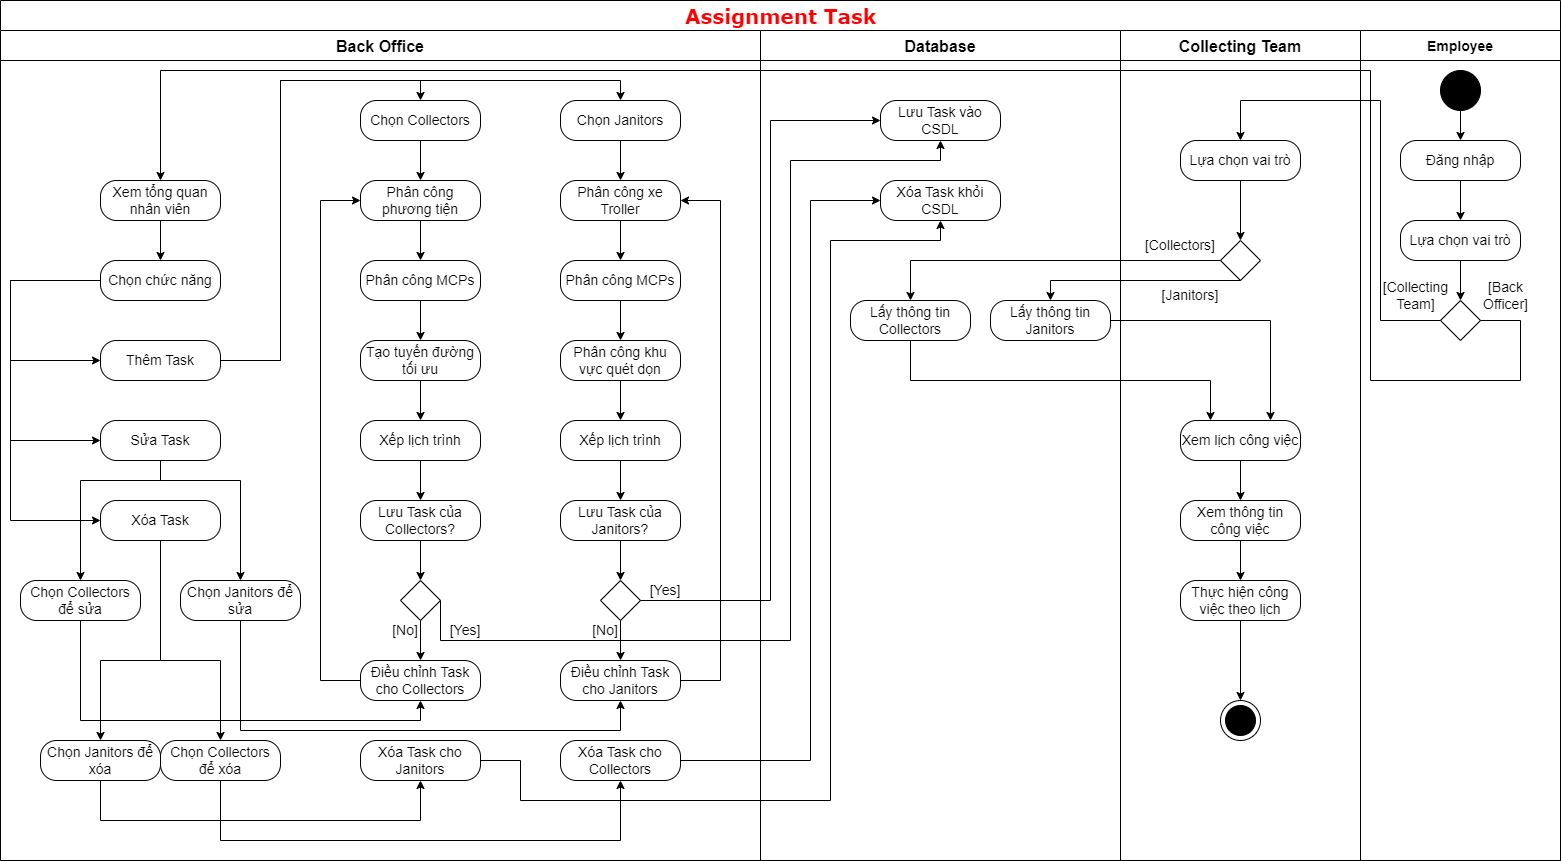 Assignment Task
Back Office
Database
Collecting Team
Employee
Chọn Collectors
Chọn Janitors
Lưu Task vào
CSDL
Lựa chọn vai trò
Đăng nhập
Xem tổng quan
nhân viên
Phân công
phương tiện
Phân công xe
Troller
Xóa Task khỏi
CSDL
Lựa chọn vai trò
[Collectors]
Chọn chức năng
Phân công MCPs
Phân công MCPs
[Janitors]
[Collecting
Team]
[Back
Officer]
Lấy thông tin
Collectors
Lấy thông tin
Janitors
Thêm Task
Tạo tuyến đường
tối ưu
Phân công khu
vực quét dọn
Sửa Task
Xếp lịch trình
Xếp lịch trình
Xem lịch công việc
Xóa Task
Lưu Task của
Collectors?
Lưu Task của
Janitors?
Xem thông tin
công việc
Chọn Collectors
để sửa
Chọn Janitors để
sửa
[Yes]
Thực hiện công
việc theo lịch
[No]
[Yes]
[No]
Điều chỉnh Task
cho Collectors
Điều chỉnh Task
cho Janitors
Chọn Janitors để
xóa
Chọn Collectors
để xóa
Xóa Task cho
Janitors
Xóa Task cho
Collectors